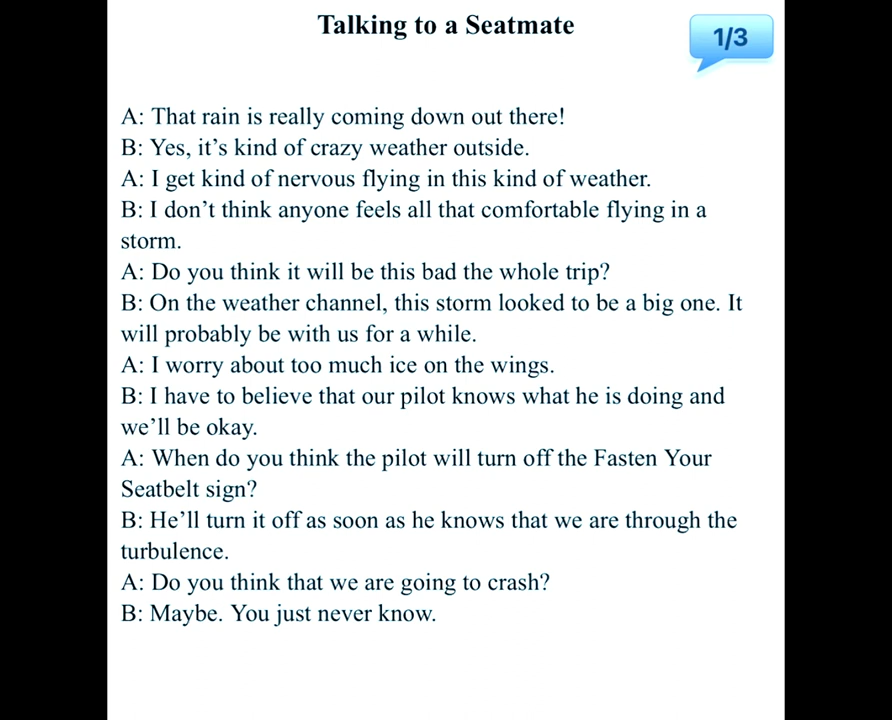 Talking to a Seatmate
1/3
A: That rain is really coming down out there!
B: Yes, it’s kind of crazy weather outside.
A: I get kind of nervous flying in this kind of weather.
B: I don’t think anyone feels all that comfortable flying in a
storm.
A: Do you think it will be this bad the whole trip?
B: On the weather channel, this storm looked to be a big one. It
will probably be with us for a while.
A: I worry about too much ice on the wings.
B: I have to believe that our pilot knows what he is doing and
we’ll be okay.
A: When do you think the pilot will turn off the Fasten Your
Seatbelt sign?
B: He’ll turn it off as soon as he knows that we are through the
turbulence.
A: Do you think that we are going to crash?
B: Maybe. You just never know.